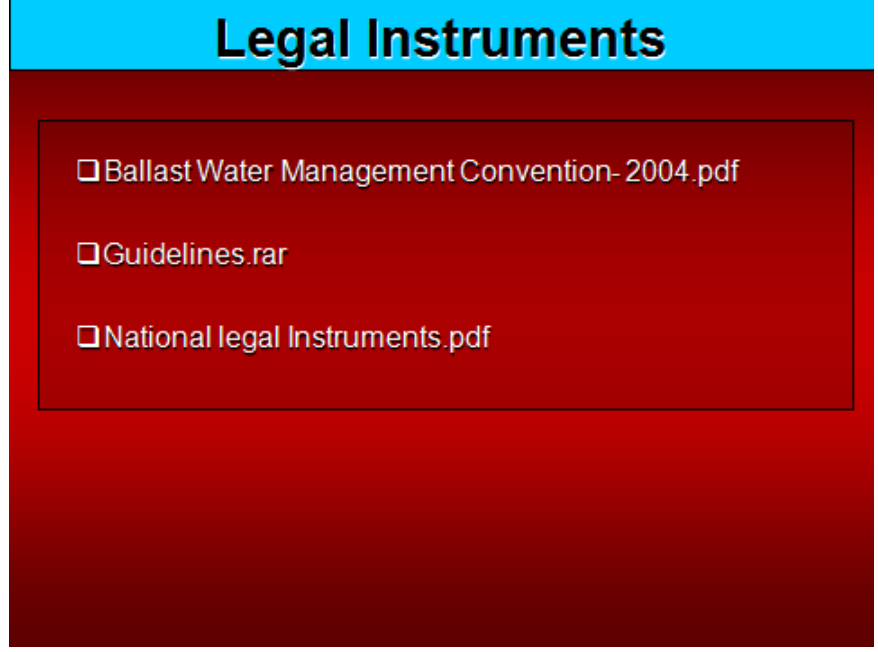 Legal Instruments
❑Ballast Water Management Convention- 2004.pdf
❑Guidelines.rar
❑National legal Instruments.pdf